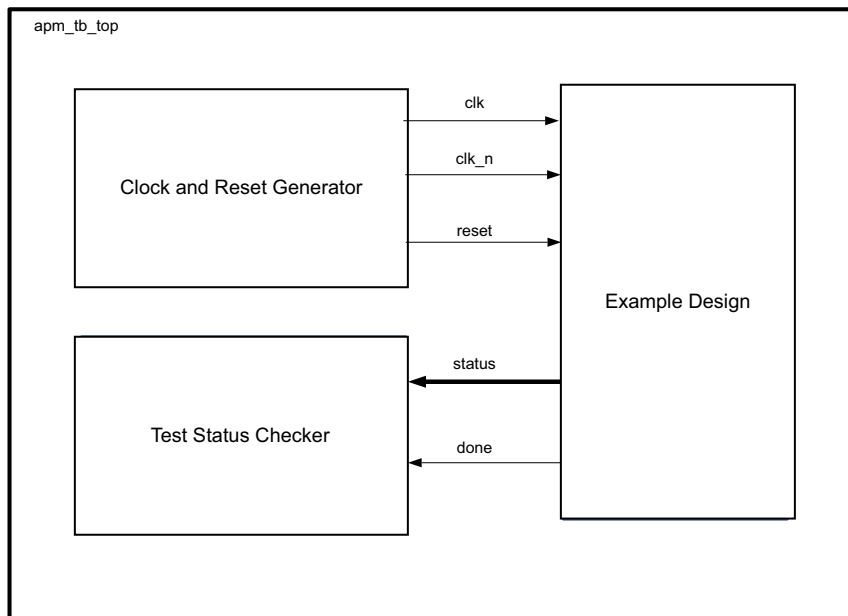 apm_tb_top
clk
clk_n
Clock and Reset Generator
reset
Example Design
status
Test Status Checker
done